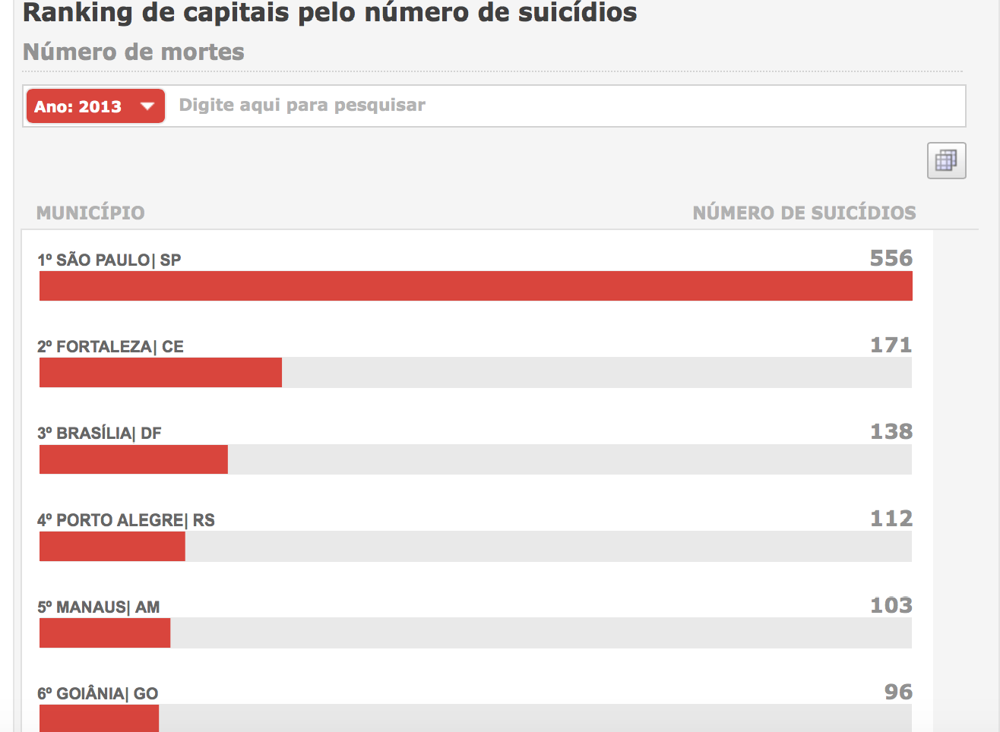 Ranking de capitais pelo número de suicídios
Número de mortes
Ano: 2013 Digite aqui para pesquisar
MUNICÍPIO NÚMERO DE SUICÍDIOS
1º SÃO PAULO| SP 556
2º FORTALEZA| CE 171
3º BRASÍLIA| DF 138
4º PORTO ALEGRE| RS 112
5º MANAUS| AM 103
6º GOIÂNIA| GO 96